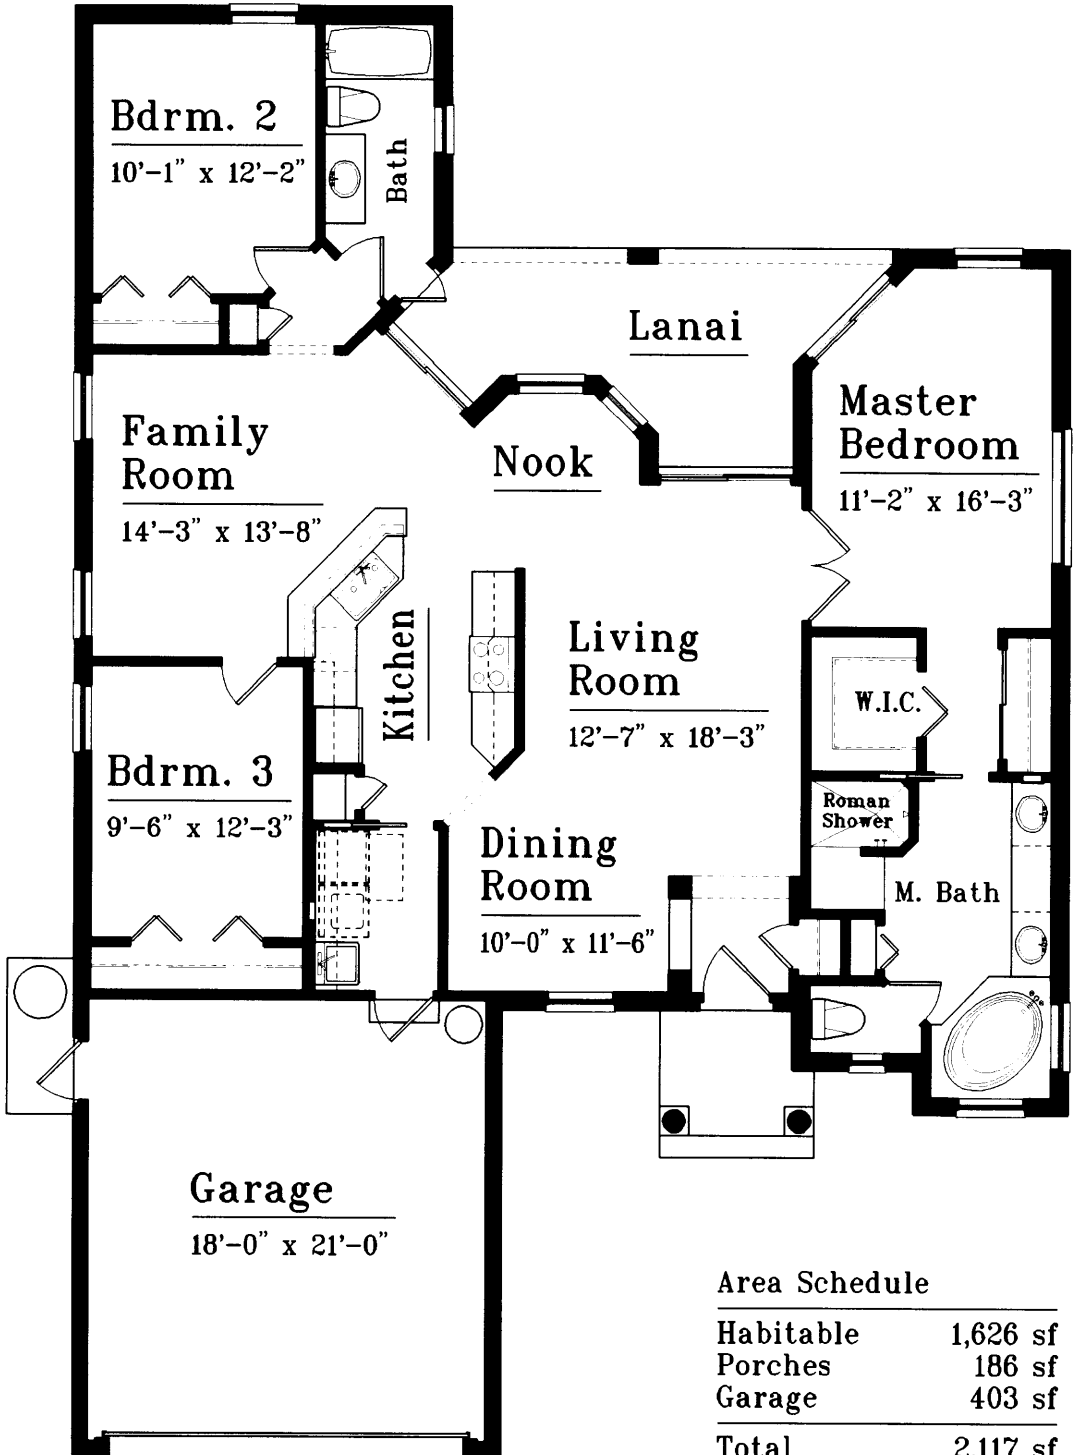 Bdrm. 2
10'-1" x 12'-2"
Bath
Lanai
Master
Bedroom
11'-2" x 16'-3"
Family
Room
14'-3" x 13'-8"
Nook
Kitchen
Living
Room
12'-7" x 18'-3"
W.I.C.
Bdrm. 3
9'-6" x 12'-3"
Roman
Shower
Dining
Room
10'-0" x 11'-6"
M. Bath
Garage
18'-0" x 21'-0"
Area Schedule
Habitable 1,626 sf
Porches 186 sf
Garage 403 sf
Total 2,117 sf